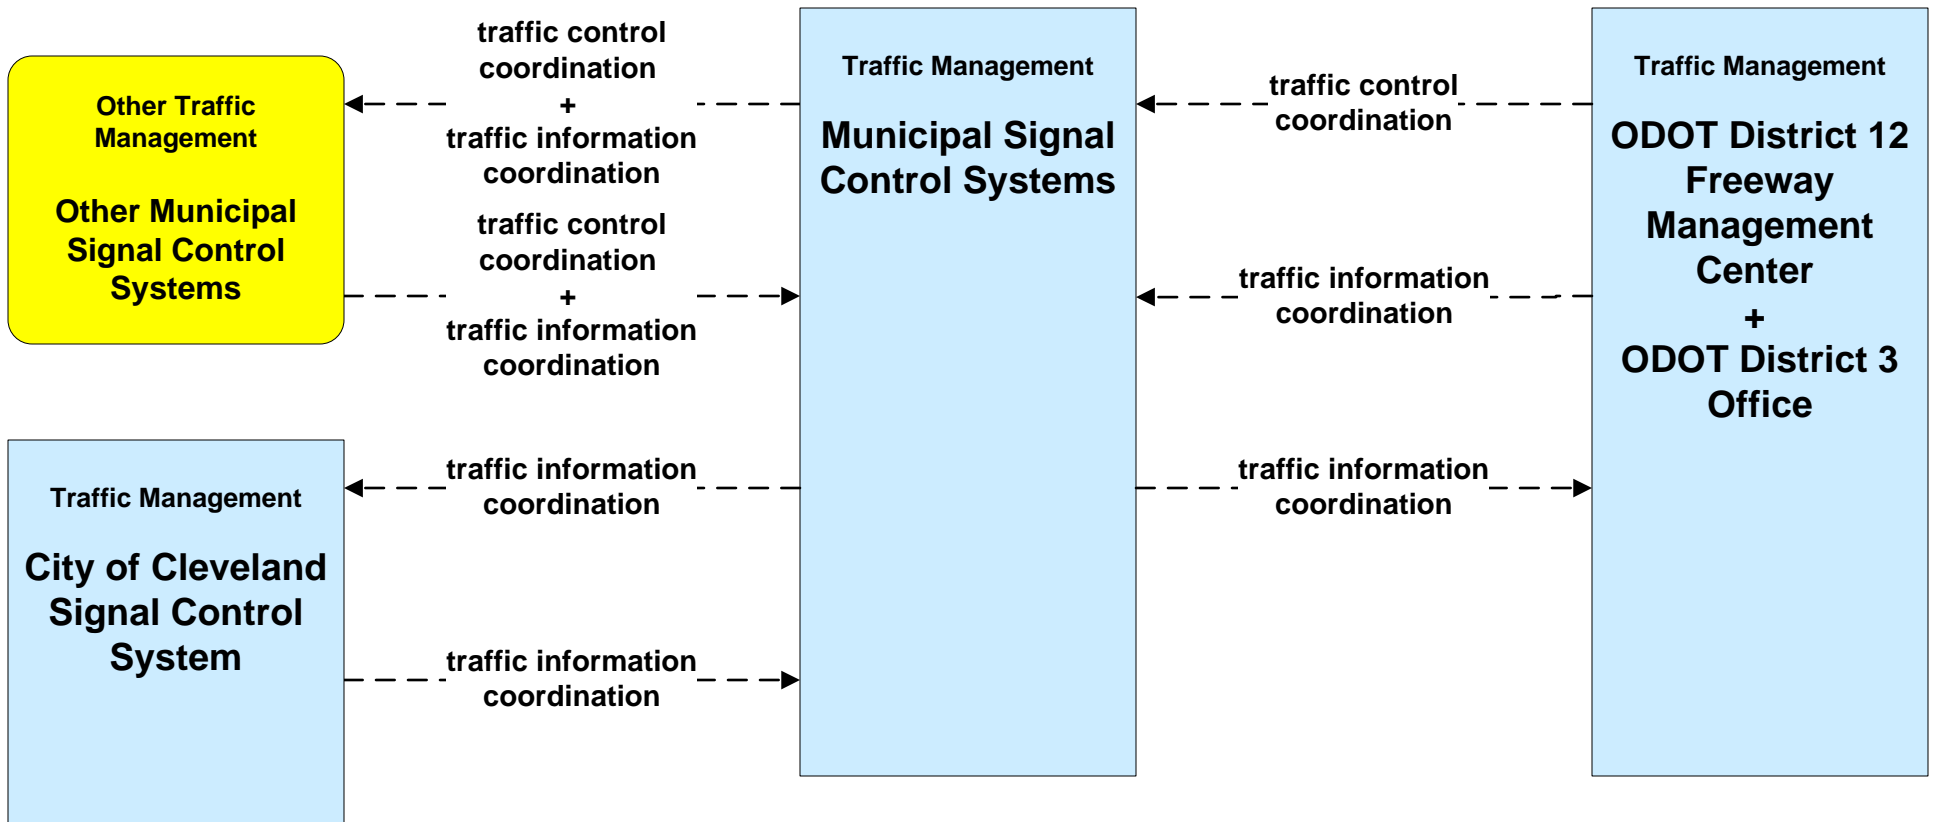 Other Traffic
Management
Other Municipal
Signal Control
Systems
traffic control
coordination
+
traffic information
coordination
traffic control
coordination
+
traffic information
coordination
Traffic Management
City of Cleveland
Signal Control
System
traffic information
coordination
traffic information
coordination
Traffic Management
Municipal Signal
Control Systems
traffic control
coordination
traffic information
coordination
traffic information
coordination
Traffic Management
ODOT District 12
Freeway
Management
Center
+
ODOT District 3
Office